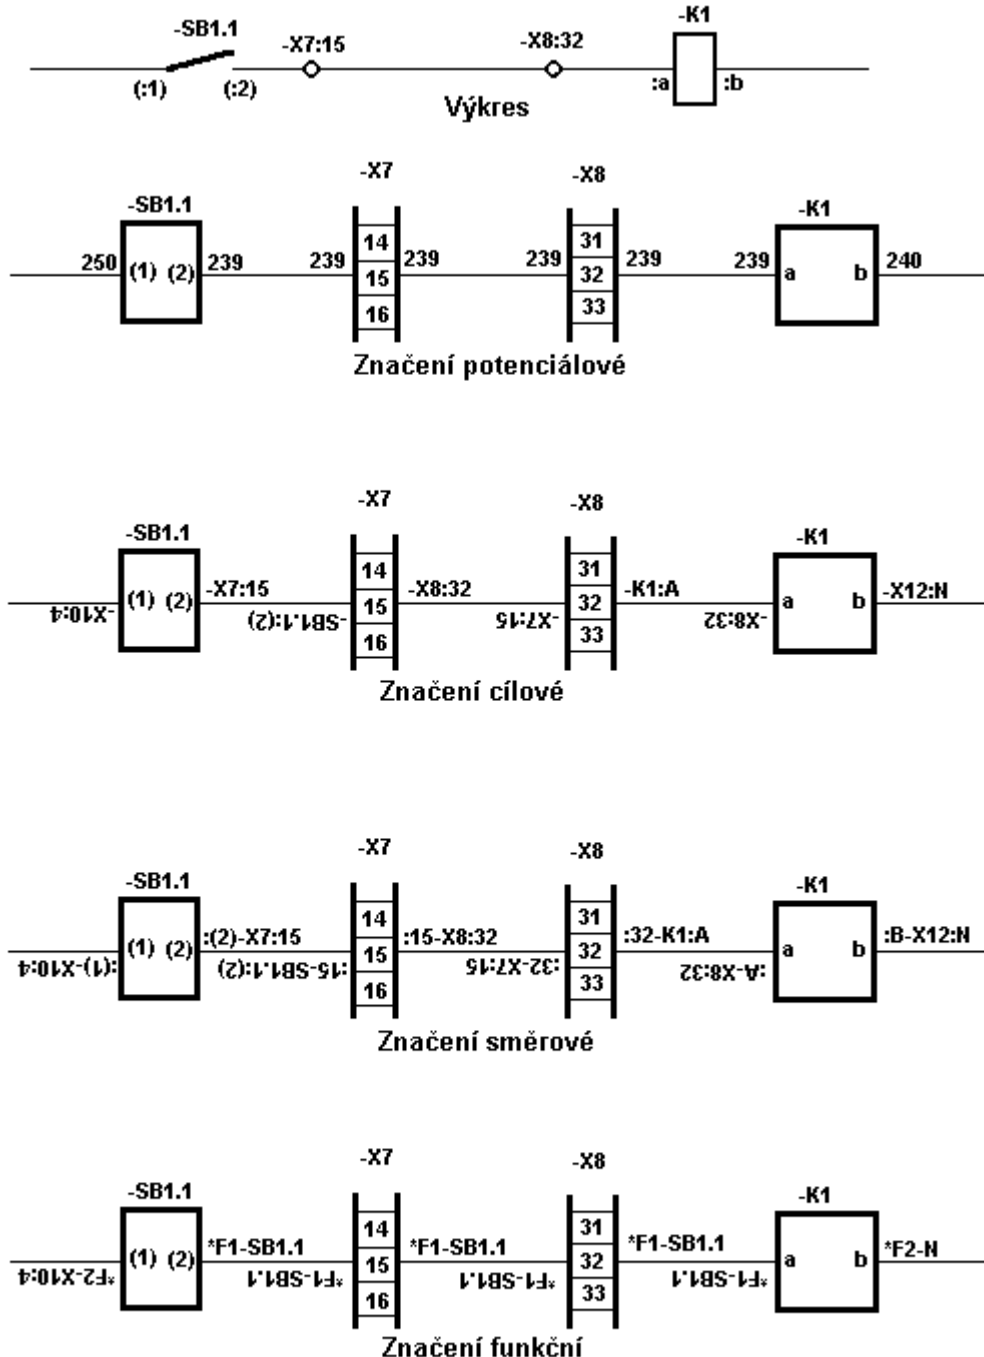 -SB1.1 -X7:15 -X8:32 -K1
(:1) (:2) :a :b
Výkres
-X7 -X8
-SB1.1 -K1
14 31
250 (1) (2) 239 239 15 239 239 32 239 239 a b 240
16 33
Značení potenciálové
-X7 -X8
-SB1.1 -K1
14 31
(1) (2) -X7:15 15 -X8:32 32 -K1:A a b -X12:N
-X10:4 -SB1.1:(2) 16 -X7:15 33 -X8:32
Značení cílové
-X7 -X8
-SB1.1 -K1
14 31
(1) (2) :(2)-X7:15 15 :15-X8:32 32 :32-K1:A a b :B-X12:N
:(1)-X10:4 :15-SB1.1:(2) 16 :32-X7:15 33 :A-X8:32
Značení směrové
-X7 -X8
-SB1.1 -K1
14 31
(1) (2) *F1-SB1.1 15 *F1-SB1.1 32 *F1-SB1.1 a b *F2-N
*F2-X10:4 *F1-SB1.1 16 *F1-SB1.1 33 *F1-SB1.1
Značení funkční